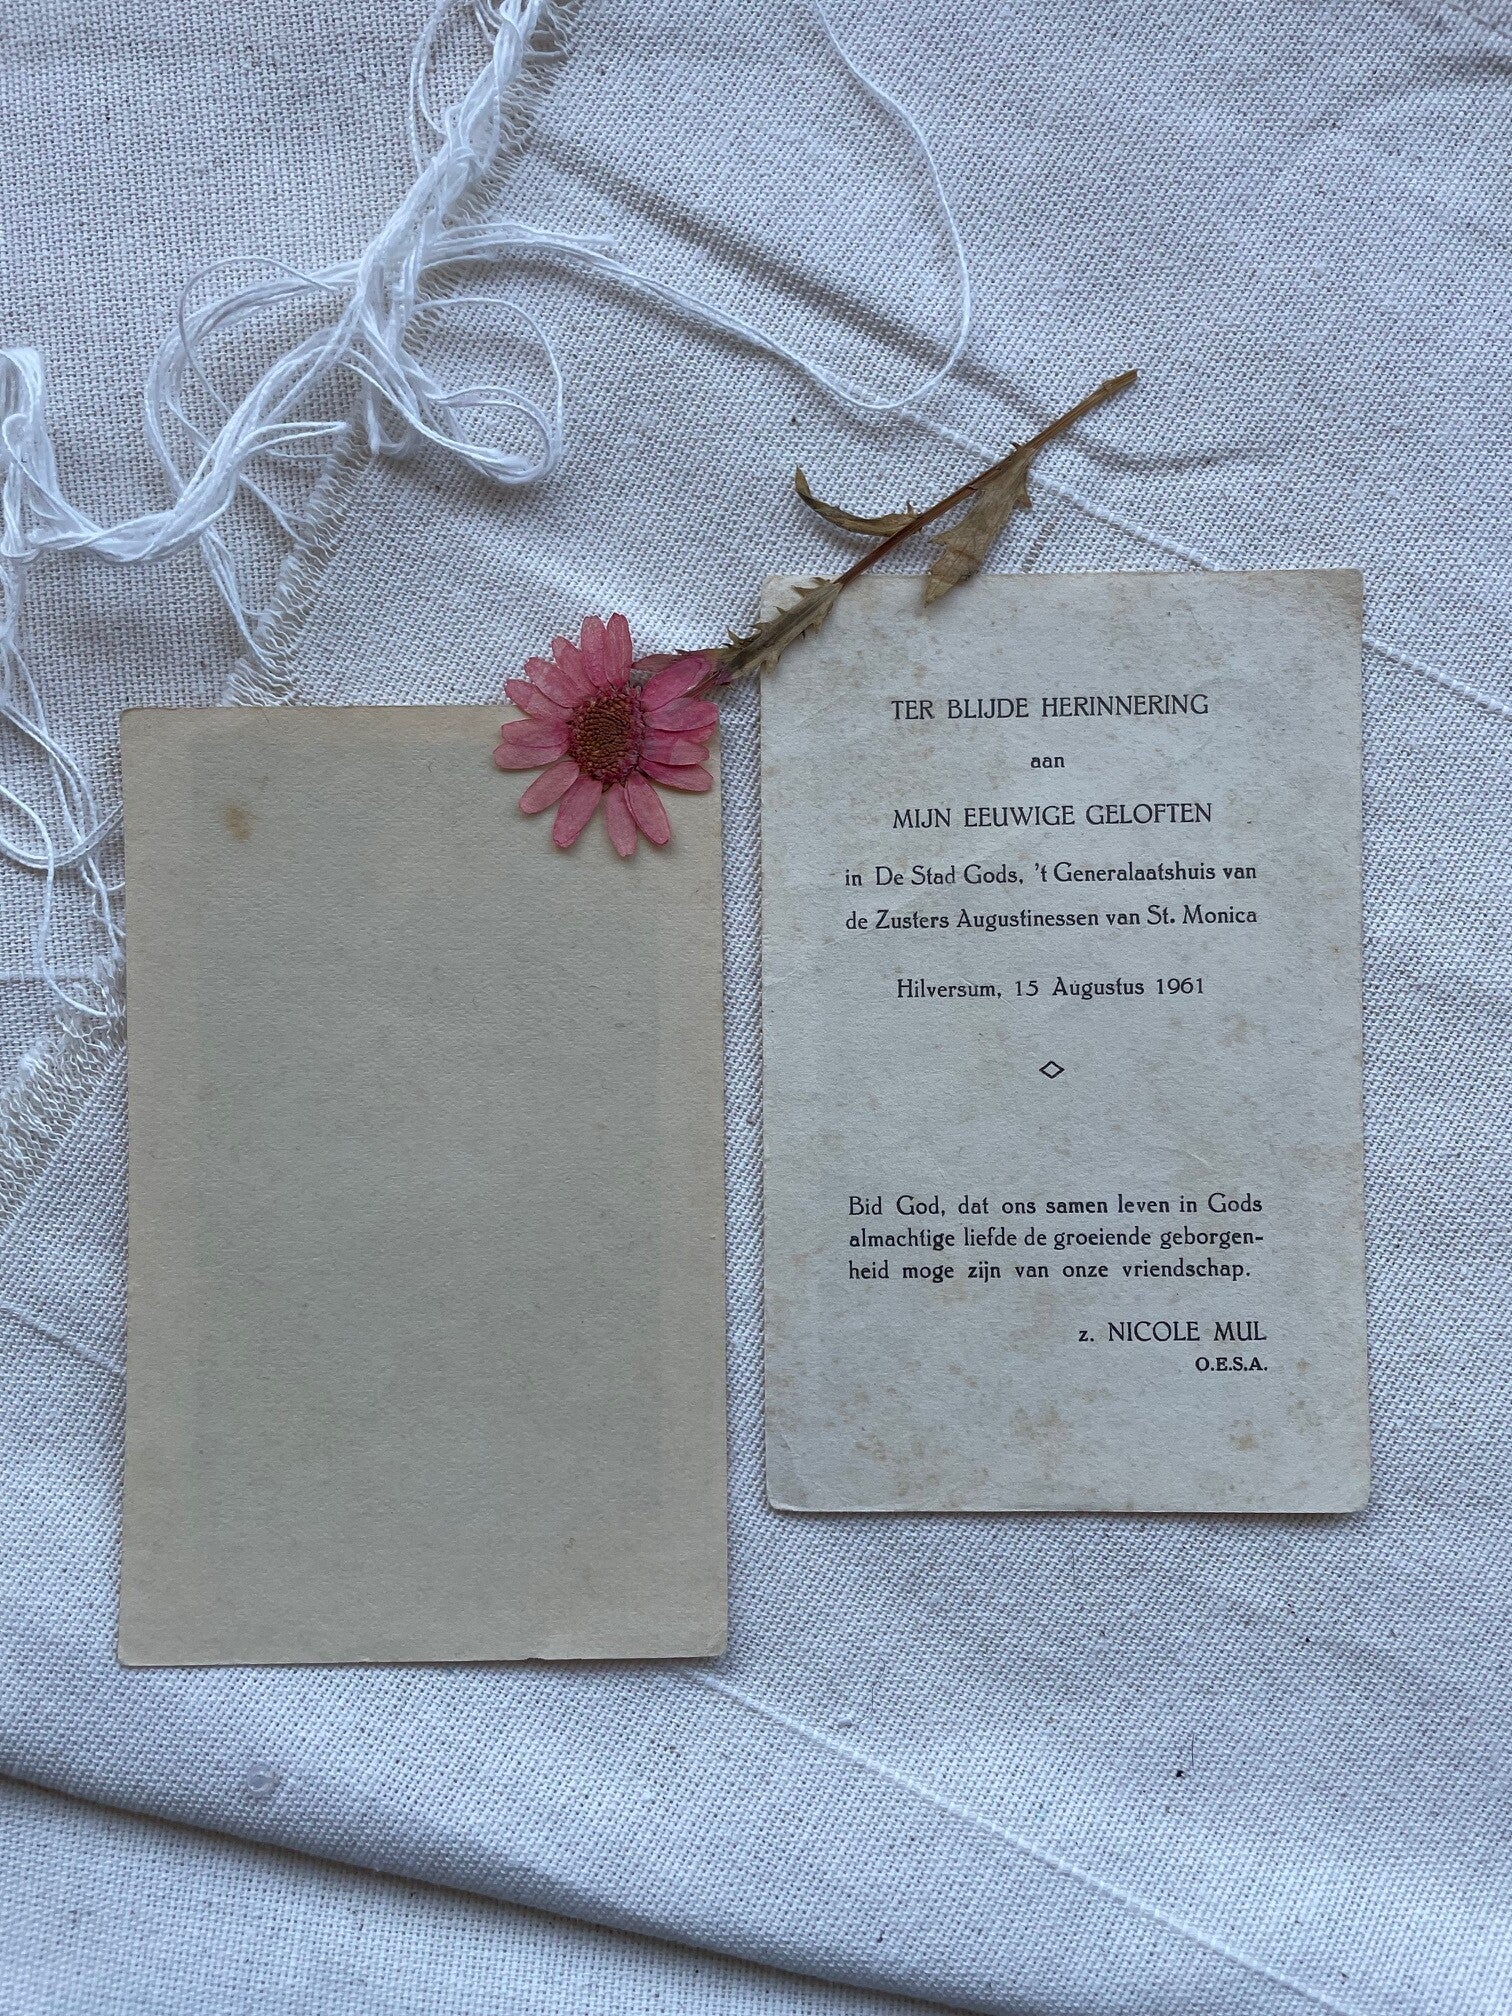 TER BLIJDE HERINNERING
aan
MIJN EEUWIGE GELOFTEN
in De Stad Gods, 't Generalaatshuis van
de Zusters Augustinessen van St. Monica
Hilversum, 15 Augustus 1961
Bid God, dat ons samen leven in Gods
almachtige liefde de groeiende geborgen-
heid moge zijn van onze vriendschap.
z. NICOLE MUL
O.E.S.A.